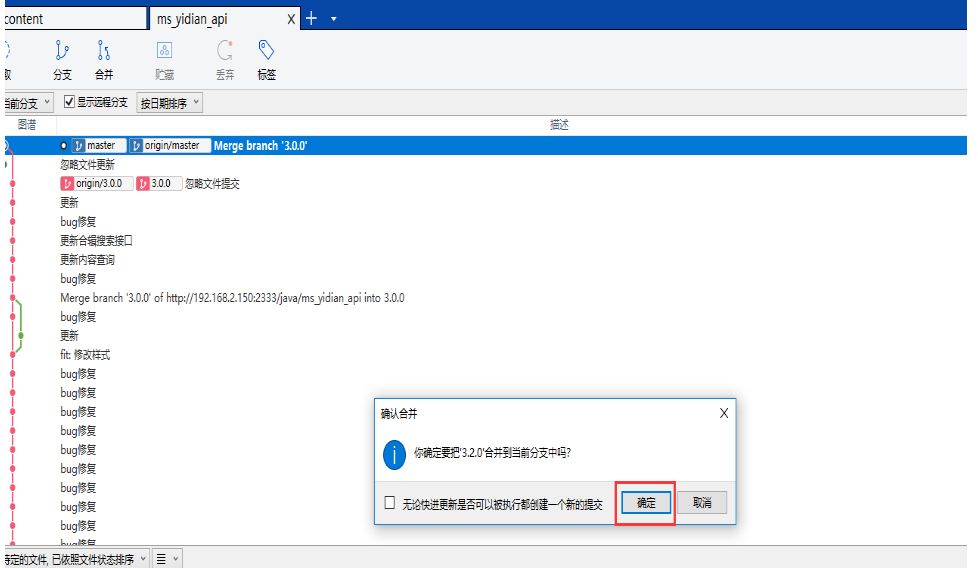 content ms_yidian_api X
取 分支 合并 贮藏 丢弃 标签
当前分支 显示远程分支 按日期排序
图谱 描述
master origin/master Merge branch '3.0.0'
忽略文件更新
origin/3.0.0 3.0.0 忽略文件提交
更新
bug修复
更新合辑搜索接口
更新内容查询
bug修复
Merge branch '3.0.0' of http://192.168.2.150:2333/java/ms_yidian_api into 3.0.0
bug修复
更新
fit: 修改样式
bug修复
bug修复
bug修复
bug修复
bug修复
bug修复
bug修复
bug修复
bug修复
bug修复
确认合并 X
你确定要把'3.2.0'合并到当前分支中吗?
无论快进更新是否可以被执行都创建一个新的提交 确定 取消
待定的文件, 已依照文件状态排序